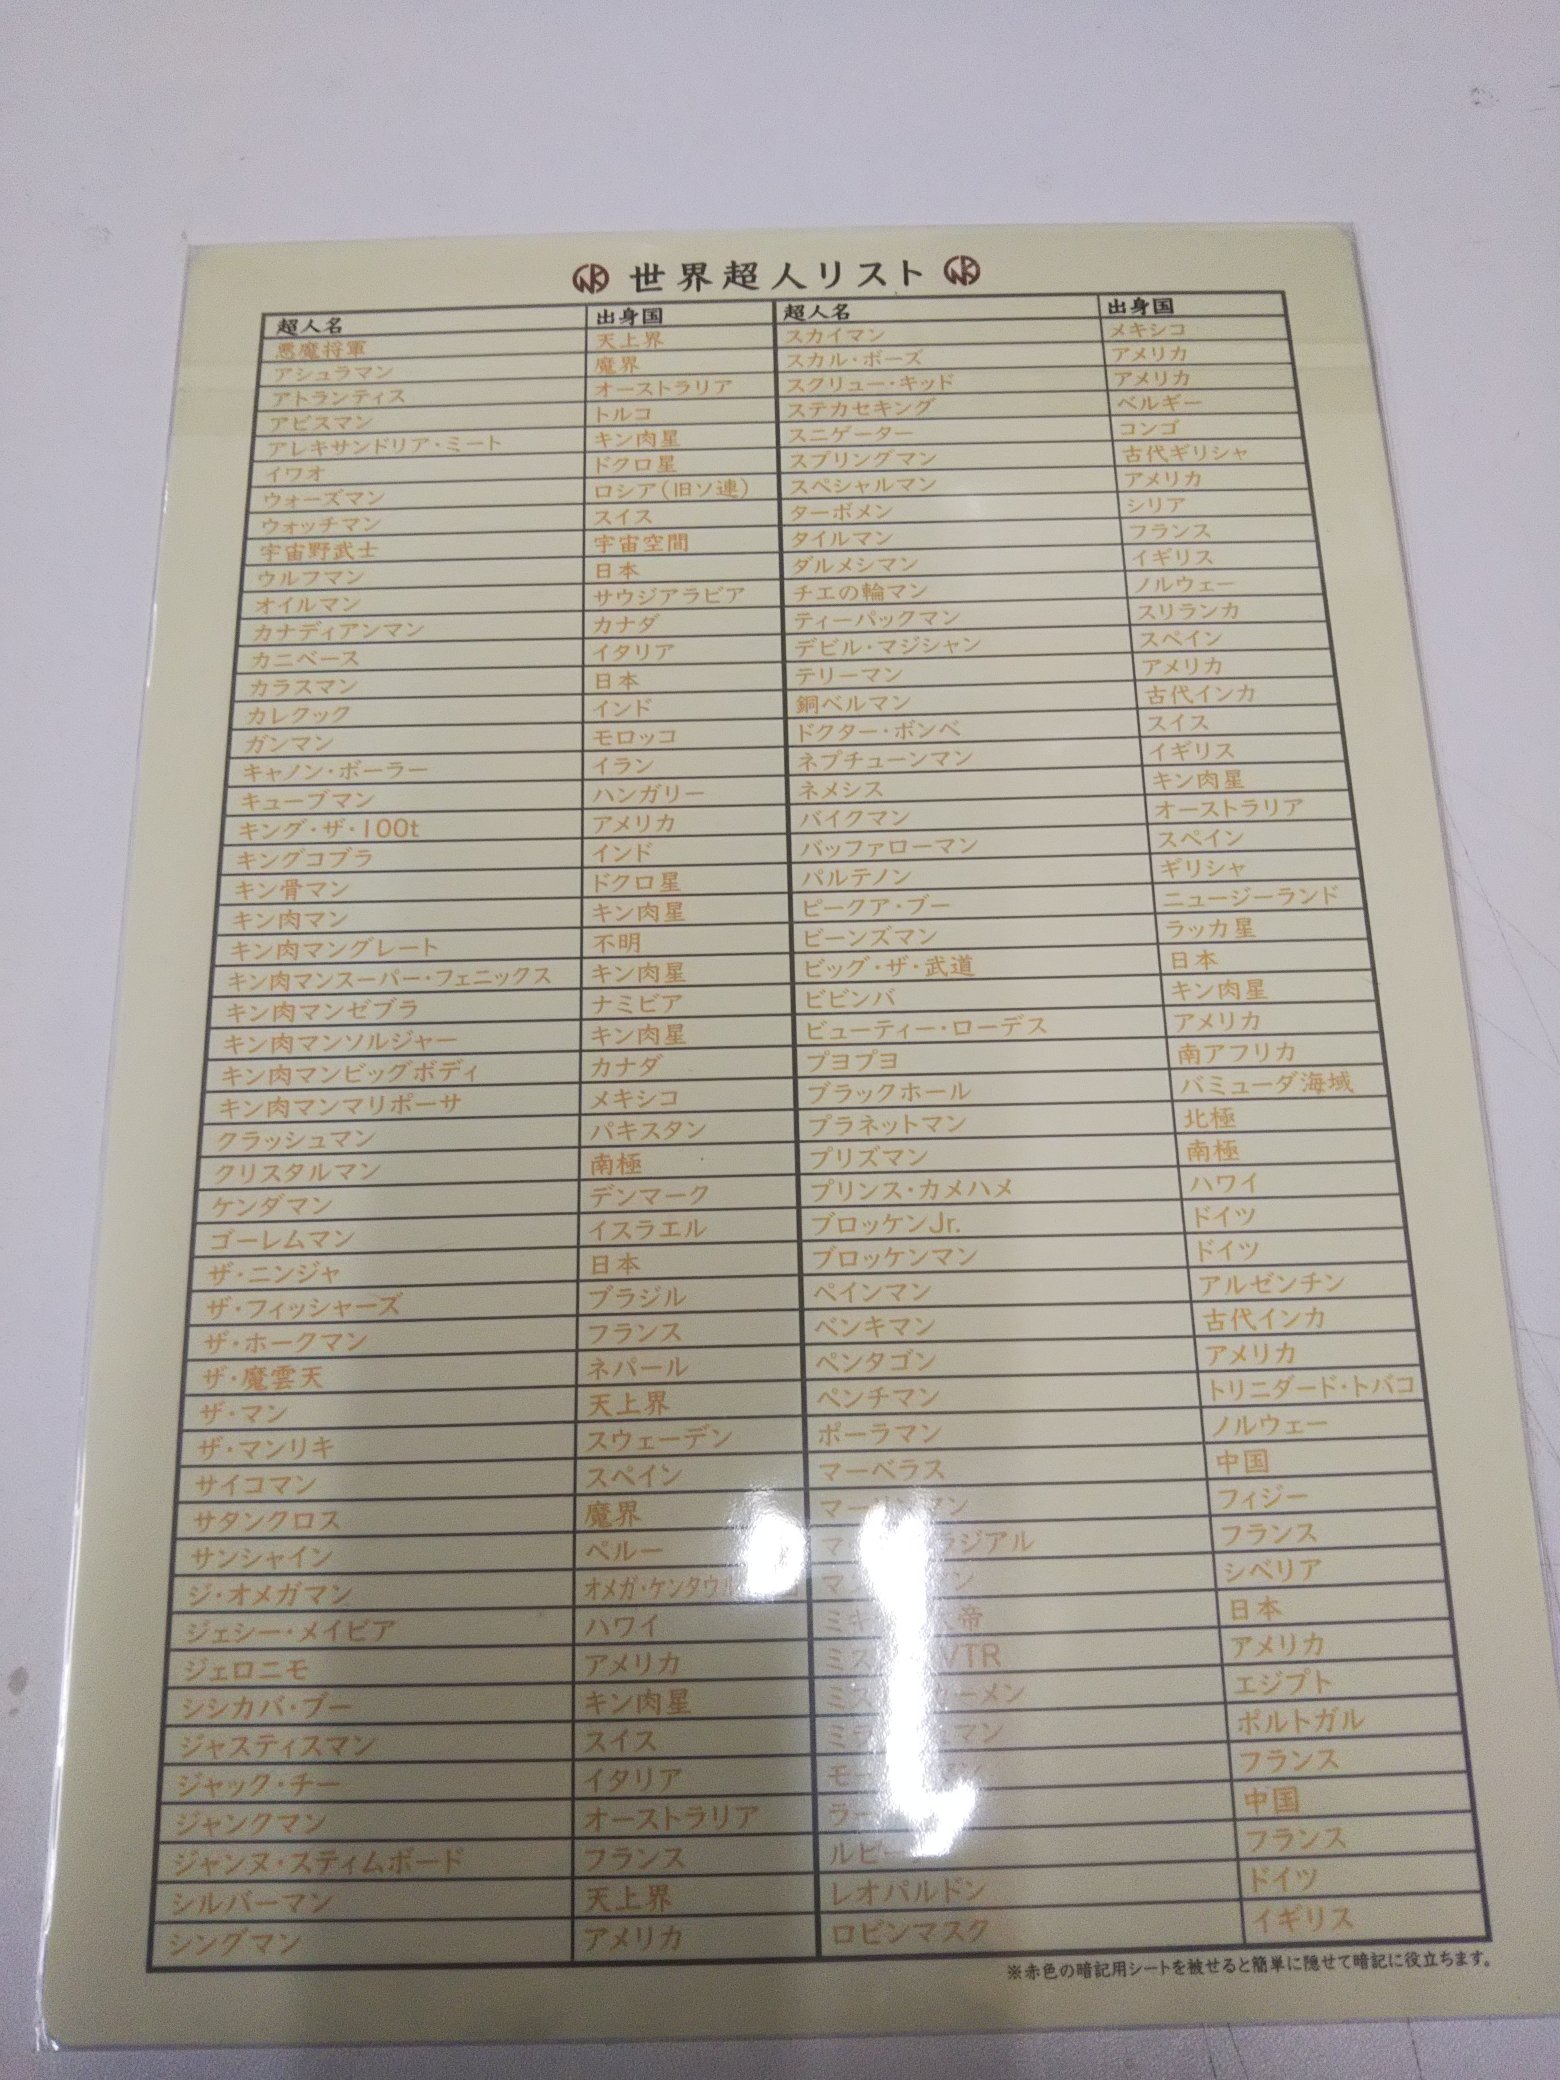 世界超人リスト
超人名 出身国
悪魔将軍 天上界
アシュラマン 魔界
アトランティス オーストラリア
アビスマン トルコ
アレキサンドリア・ミート キン肉星
イワオ ドクロ星
ウォーズマン ロシア(旧ソ連)
ウォッチマン スイス
宇宙野武士 宇宙空間
ウルフマン 日本
オイルマン サウジアラビア
カナディアンマン カナダ
カニベース イタリア
カラスマン 日本
カレクック インド
ガンマン モロッコ
キャノン・ボーラー イラン
キューブマン ハンガリー
キング・ザ・100t アメリカ
キングコブラ インド
キン骨マン ドクロ星
キン肉マン キン肉星
キン肉マングレート 不明
キン肉マンスーパー・フェニックス キン肉星
キン肉マンゼブラ ナミビア
キン肉マンソルジャー キン肉星
キン肉マンビッグボディ カナダ
キン肉マンマリポーサ メキシコ
クラッシュマン パキスタン
クリスタルマン 南極
ケンダマン デンマーク
ゴーレムマン イスラエル
ザ・ニンジャ 日本
ザ・フィッシャーズ ブラジル
ザ・ホークマン フランス
ザ・魔雲天 ネパール
ザ・マン 天上界
ザ・マンリキ スウェーデン
サイコマン スペイン
サタンクロス 魔界
サンシャイン ペルー
ジ・オメガマン オメガ・
ジェシー・メイビア ハワイ
ジェロニモ アメリカ
シシカバ・ブー キン肉星
ジャスティスマン スイス
ジャック・チー イタリア
ジャンクマン オーストラリア
ジャンヌ・スティムボード フランス
シルバーマン 天上界
シングマン アメリカ
超人名 出身国
スカイマン メキシコ
スカル・ボーズ アメリカ
スクリュー・キッド アメリカ
ステカセキング ベルギー
スニゲーター コンゴ
スプリングマン 古代ギリシャ
スペシャルマン アメリカ
ターボメン シリア
タイルマン フランス
ダルメシマン イギリス
チエの輪マン ノルウェー
ティーパックマン スリランカ
デビル・マジシャン スペイン
テリーマン アメリカ
銅ベルマン 古代インカ
ドクター・ボンベ スイス
ネプチューンマン イギリス
ネメシス キン肉星
バイクマン オーストラリア
バッファローマン スペイン
パルテノン ギリシャ
ピークア・ブー ニュージーランド
ビーンズマン ラッカ星
ビッグ・ザ・武道 日本
ビビンバ キン肉星
ビューティー・ローデス アメリカ
プヨプヨ 南アフリカ
ブラックホール バミューダ海域
プラネットマン 北極
プリズマン 南極
プリンス・カメハメ ハワイ
ブロッケンJr. ドイツ
ブロッケンマン ドイツ
ペインマン アルゼンチン
ベンキマン 古代インカ
ペンタゴン アメリカ
ペンチマン トリニダード・トバコ
ポーラマン ノルウェー
マーベラス 中国
フィジー
フランス
シベリア
日本
アメリカ
エジプト
ポルトガル
フランス
中国
フランス
レオパルドン ドイツ
ロビンマスク イギリス
※赤色の暗記用シートを被せると簡単に隠せて暗記に役立ちます。